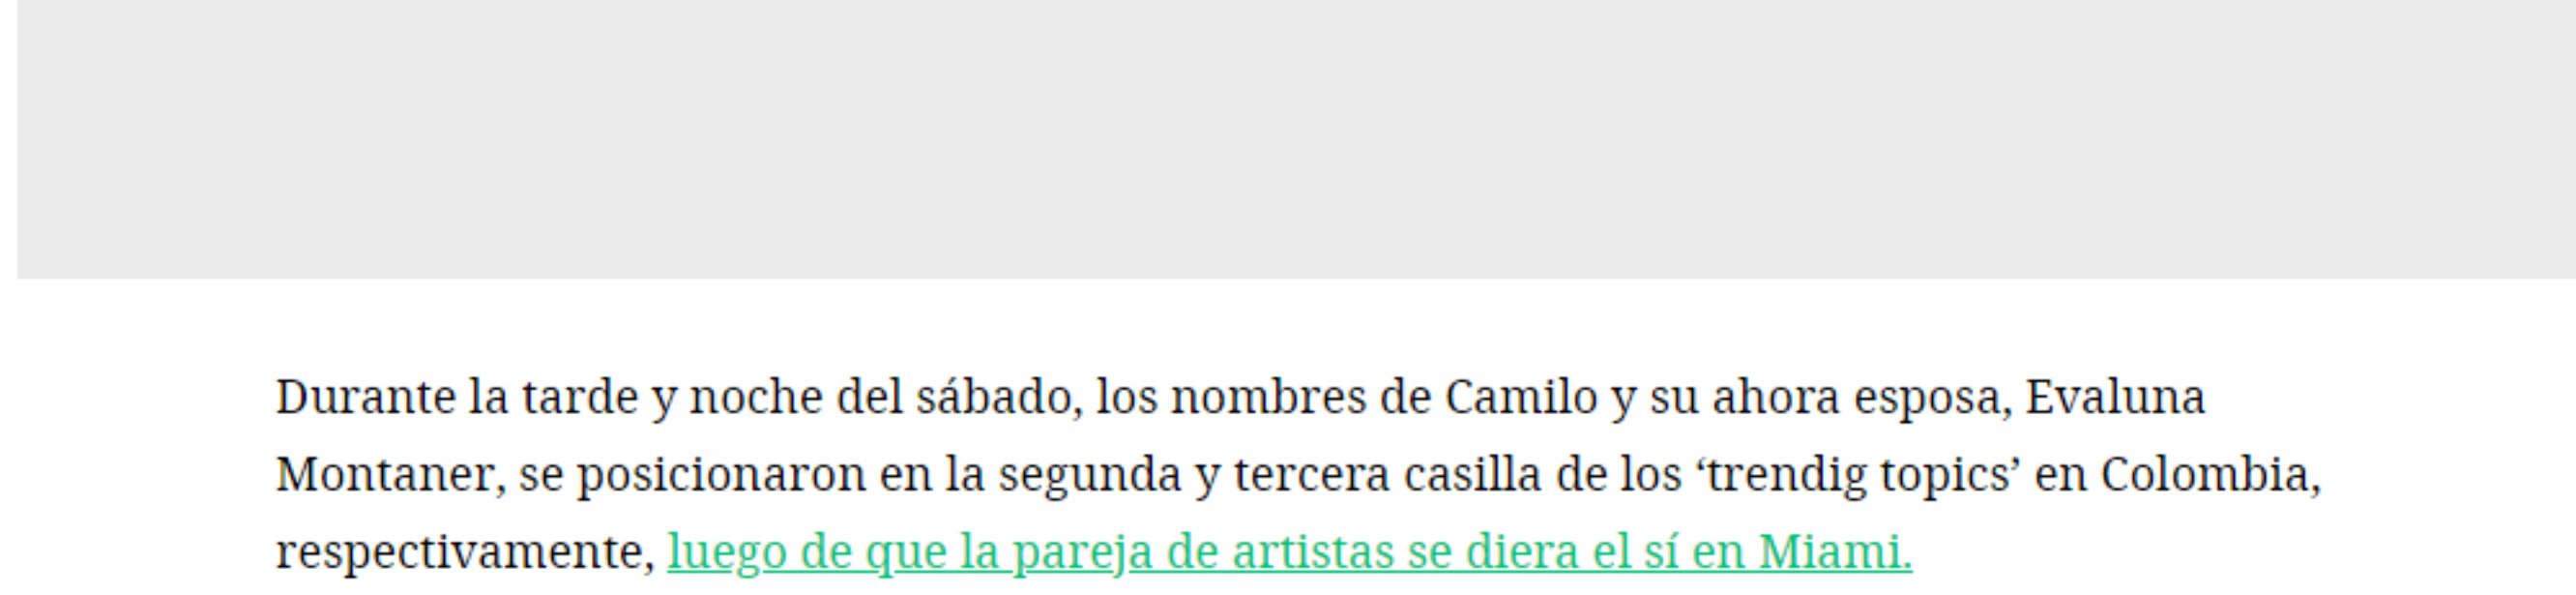 Durante la tarde y noche del sábado, los nombres de Camilo y su ahora esposa, Evaluna
Montaner, se posicionaron en la segunda y tercera casilla de los ‘trendig topics’ en Colombia,
respectivamente, luego de que la pareja de artistas se diera el sí en Miami.